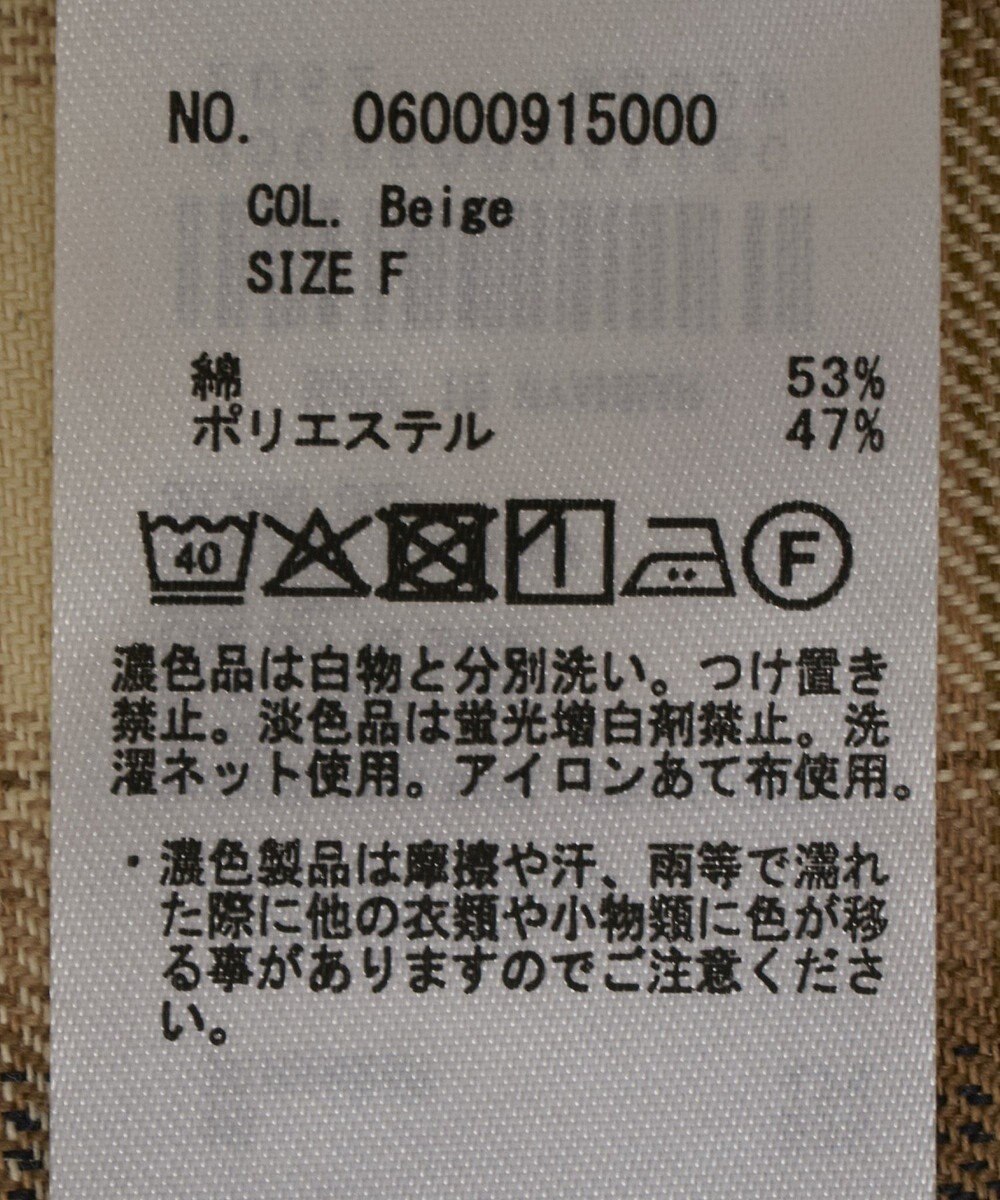 NO. 06000915000
COL. Beige
SIZE F
綿 53%
ポリエステル 47%
40 F
濃色品は白物と分別洗い。つけ置き
禁止。淡色品は蛍光増白剤禁止。洗
濯ネット使用。アイロンあて布使用。
・濃色製品は摩擦や汗、雨等で濡れ
た際に他の衣類や小物類に色が移
る事がありますのでご注意くださ
い。